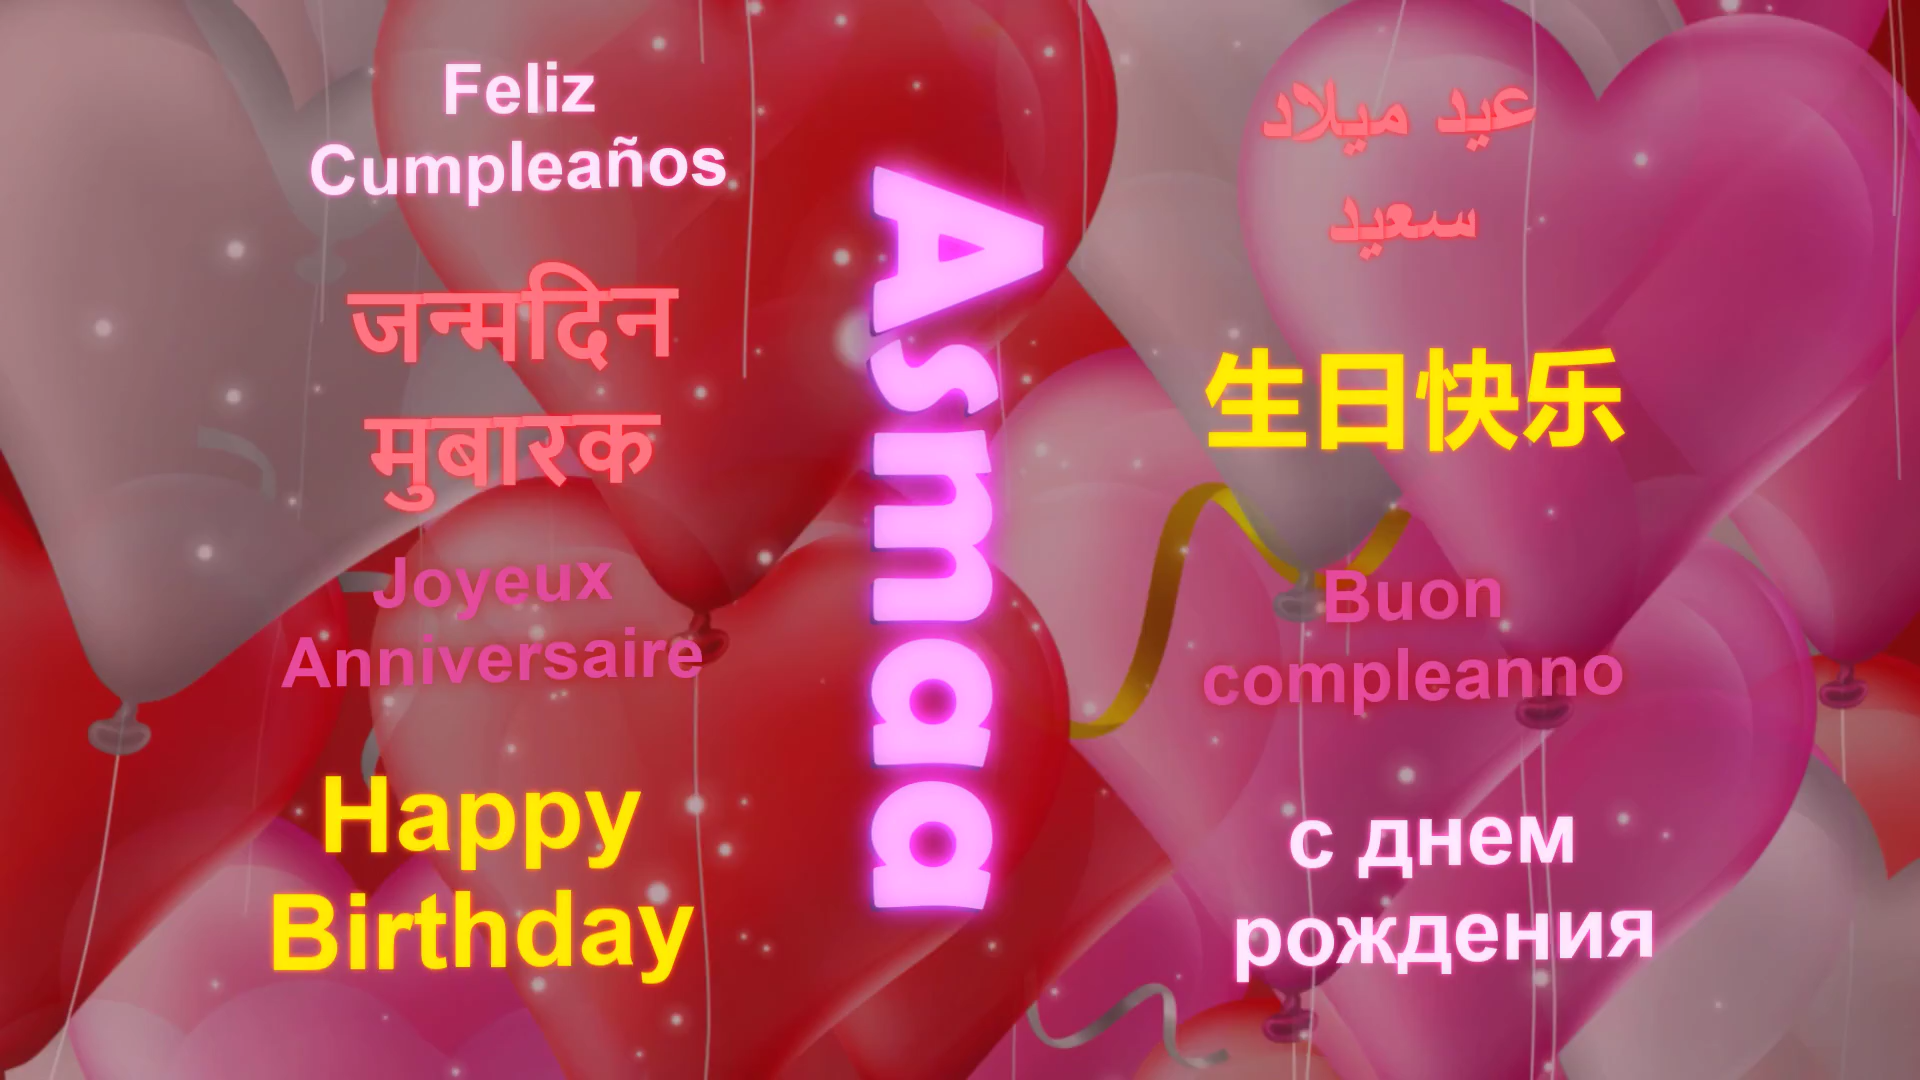 Feliz
Cumpleaños
जन्मदिन
मुबारक
Joyeux
Anniversaire
Happy
Birthday
Asmaa
عيد ميلاد
سعيد
生日快乐
Buon
compleanno
с днем
рождения